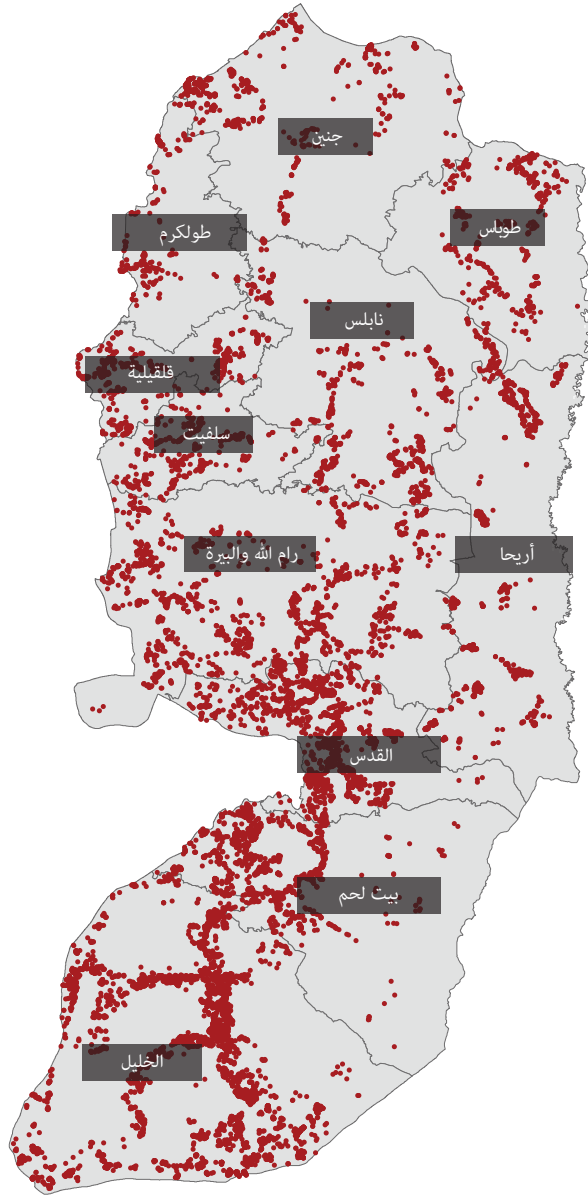 جنين
طولكرم
طوباس
نابلس
قلقيلية
سلفيت
رام الله والبيرة
أريحا
القدس
بيت لحم
الخليل